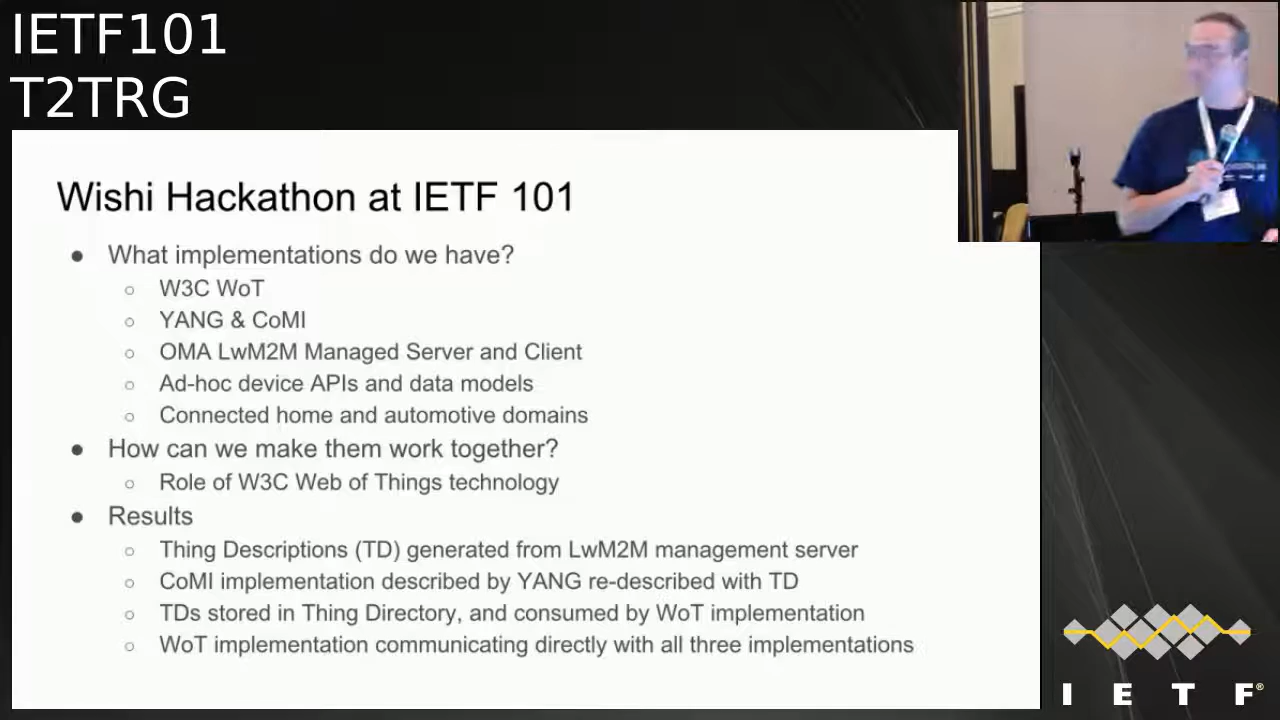 IETF101
T2TRG
Wishi Hackathon at IETF 101
● What implementations do we have?
○ W3C WoT
○ YANG & CoMI
○ OMA LwM2M Managed Server and Client
○ Ad-hoc device APIs and data models
○ Connected home and automotive domains
● How can we make them work together?
○ Role of W3C Web of Things technology
● Results
○ Thing Descriptions (TD) generated from LwM2M management server
○ CoMI implementation described by YANG re-described with TD
○ TDs stored in Thing Directory, and consumed by WoT implementation
○ WoT implementation communicating directly with all three implementations
I E T F®